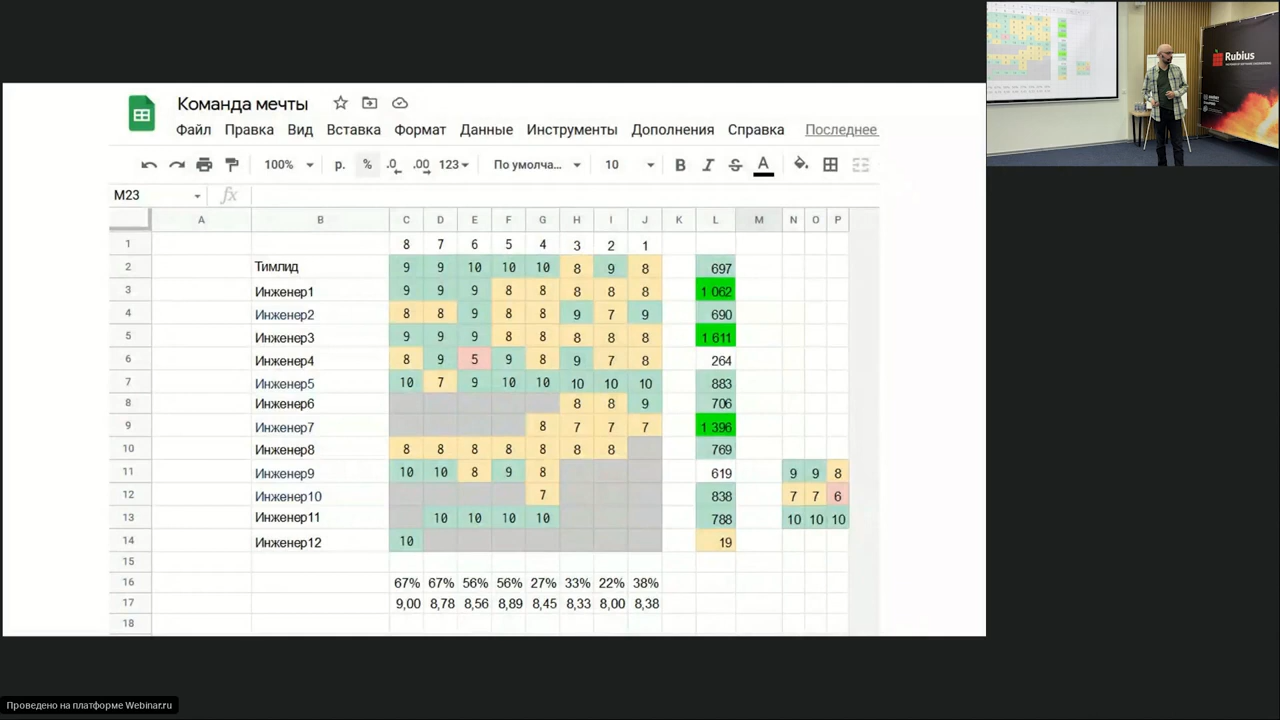 Команда мечты
Файл Правка Вид Вставка Формат Данные Инструменты Дополнения Справка Последнее
100% р. % .0 .00 123 По умолча... 10 B I S A
M23 fx
A B C D E F G H I J K L M N O P
1 8 7 6 5 4 3 2 1
2 Тимлид 9 9 10 10 10 8 9 8 697
3 Инженер1 9 9 9 8 8 8 8 8 1 062
4 Инженер2 8 8 9 8 8 9 7 9 690
5 Инженер3 9 9 9 8 8 8 8 8 1 611
6 Инженер4 8 9 5 9 8 9 7 8 264
7 Инженер5 10 7 9 10 10 10 10 10 883
8 Инженер6 8 8 9 706
9 Инженер7 8 7 7 7 1 396
10 Инженер8 8 8 8 8 8 8 8 769
11 Инженер9 10 10 8 9 8 619 9 9 8
12 Инженер10 7 838 7 7 6
13 Инженер11 10 10 10 10 788 10 10 10
14 Инженер12 10 19
15
16 67% 67% 56% 56% 27% 33% 22% 38%
17 9,00 8,78 8,56 8,89 8,45 8,33 8,00 8,38
18
Rubius
Проведено на платформе Webinar.ru